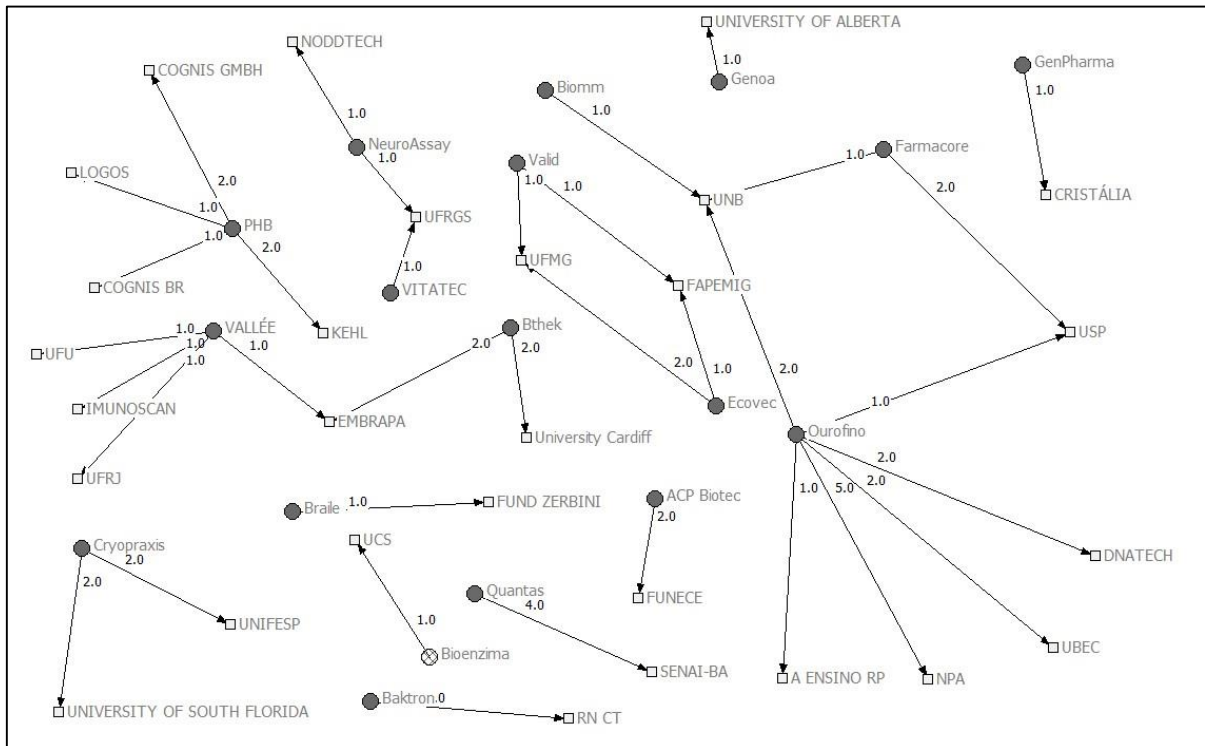 UNIVERSITY OF ALBERTA
NODDTECH
COGNIS GMBH
1.0
GenPharma
Genoa
Biomm
1.0
1.0
1.0
NeuroAssay
1.0
Valid
1.0
1.0
Farmacore
1.0
LOGOS
2.0
2.0
UNB
CRISTÁLIA
1.0
UFRGS
PHB
1.0
2.0
UFMG
1.0
FAPEMIG
COGNIS BR
VITATEC
VALLÉE
KEHL
Bthek
USP
1.0
UFU
1.0
1.0
1.0
2.0
2.0
2.0
1.0
2.0
IMUNOSCAN
EMBRAPA
Ecovec
1.0
University Cardiff
Ourofino
2.0
UFRJ
1.0
5.0
2.0
Braile
1.0
FUND ZERBINI
ACP Biotec
2.0
UCS
Cryopraxis
2.0
DNATECH
2.0
Quantas
4.0
FUNECE
1.0
UNIFESP
Bioenzima
UBEC
SENAI-BA
A ENSINO RP
NPA
Baktron
.0
UNIVERSITY OF SOUTH FLORIDA
RN CT